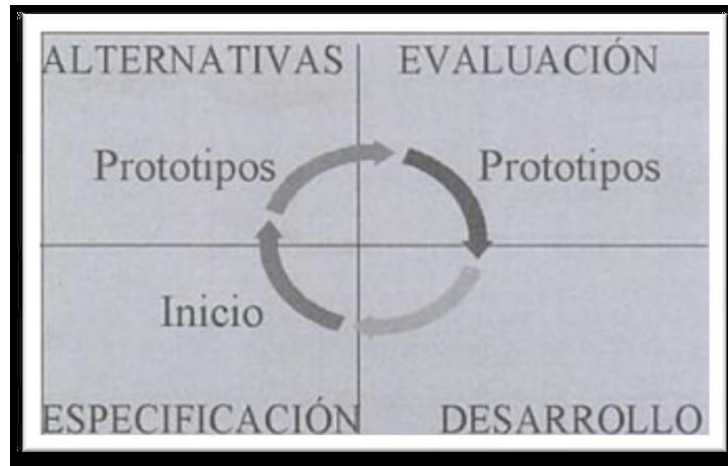 ALTERNATIVAS EVALUACIÓN
Prototipos Prototipos
Inicio
ESPECIFICACIÓN DESARROLLO